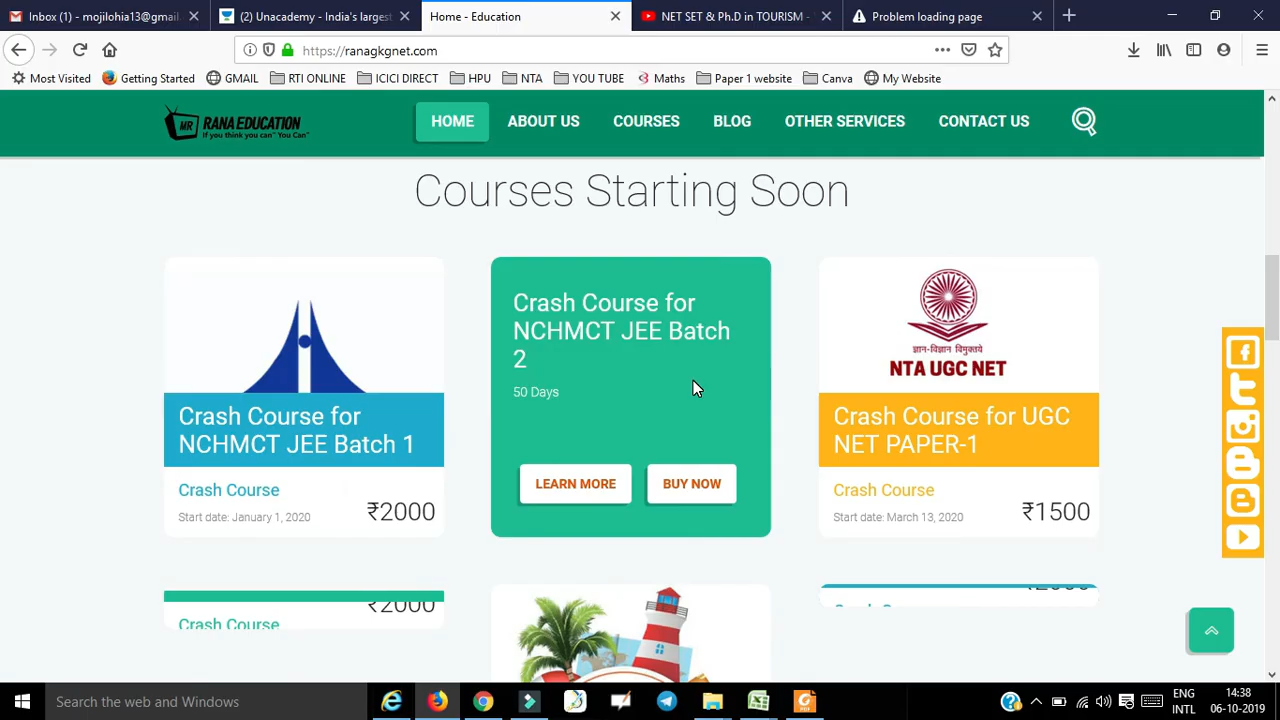 Inbox (1) - mojilohia13@gmail.
(2) Unacademy - India's largest
Home - Education
NET SET & Ph.D in TOURISM -
Problem loading page
https://ranagkgnet.com
Most Visited
Getting Started
GMAIL
RTI ONLINE
ICICI DIRECT
HPU
NTA
YOU TUBE
Maths
Paper 1 website
Canva
My Website
MR RANA EDUCATION
If you think you can" You Can"
HOME
ABOUT US
COURSES
BLOG
OTHER SERVICES
CONTACT US
Courses Starting Soon
Crash Course for
NCHMCT JEE Batch 1
Crash Course
Start date: January 1, 2020
₹2000
Crash Course for
NCHMCT JEE Batch
2
50 Days
LEARN MORE
BUY NOW
ज्ञान-विज्ञान विमुक्तये
NTA UGC NET
Crash Course for UGC
NET PAPER-1
Crash Course
Start date: March 13, 2020
₹1500
₹2000
Crash Course
Search the web and Windows
ENG
INTL
14:38
06-10-2019